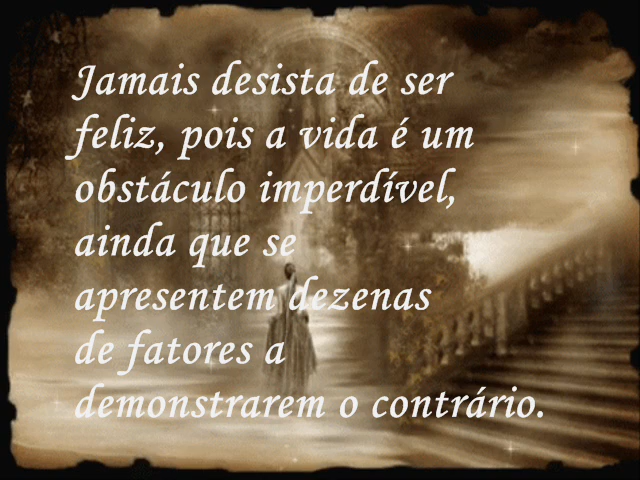 Jamais desista de ser
feliz, pois a vida é um
obstáculo imperdível,
ainda que se
apresentem dezenas
de fatores a
demonstrarem o contrário.